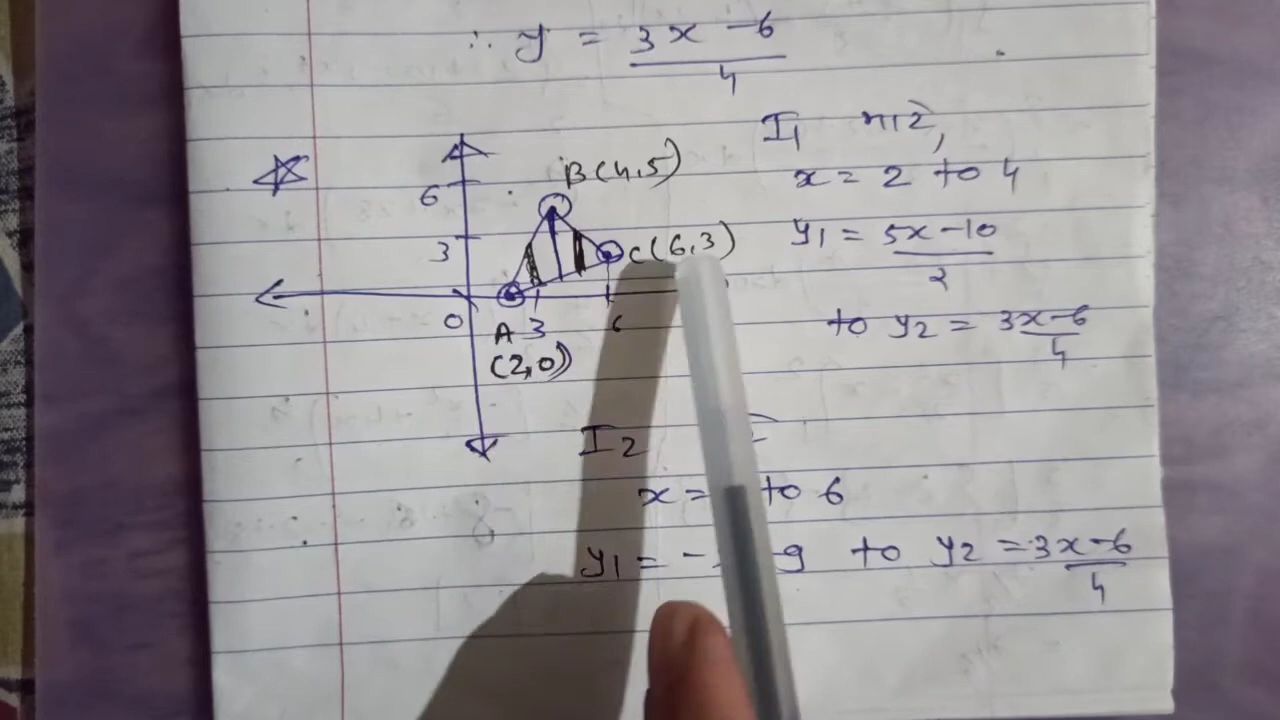 ∴ y = 3x-6
4
I1
x = 2 to 4
B(4,5)
6
y1 = 5x-10
2
3
C(6,3)
0
3
6
A
(2,0)
to y2 = 3x-6
4
I2
x = to 6
y1 = - 9 to y2 = 3x-6
4